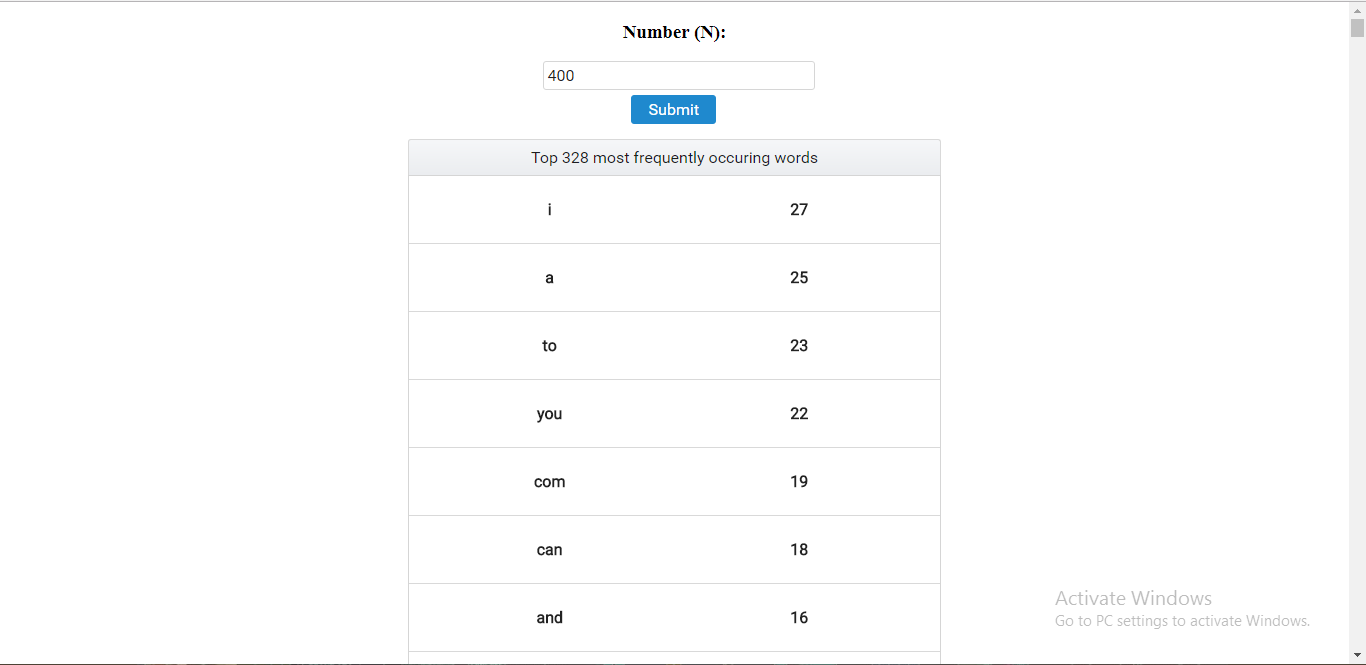 Number (N):
400
Submit
Top 328 most frequently occuring words
i 27
a 25
to 23
you 22
com 19
can 18
and 16
Activate Windows
Go to PC settings to activate Windows.